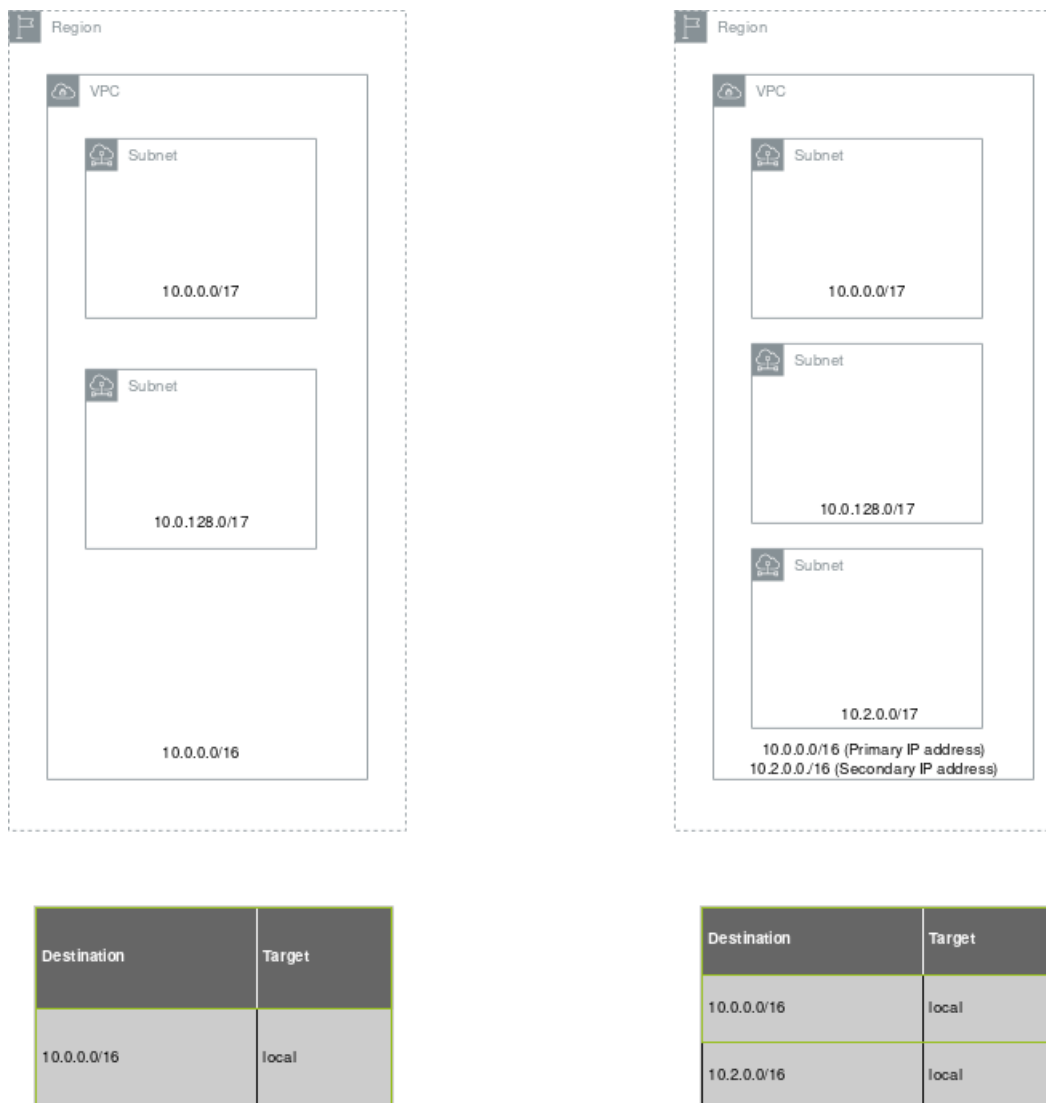 Region
VPC
Subnet
10.0.0.0/17
Subnet
10.0.128.0/17
10.0.0.0/16
Region
VPC
Subnet
10.0.0.0/17
Subnet
10.0.128.0/17
Subnet
10.2.0.0/17
10.0.0.0/16 (Primary IP address)
10.2.0.0./16 (Secondary IP address)
Destination Target
10.0.0.0/16 local
Destination Target
10.0.0.0/16 local
10.2.0.0/16 local